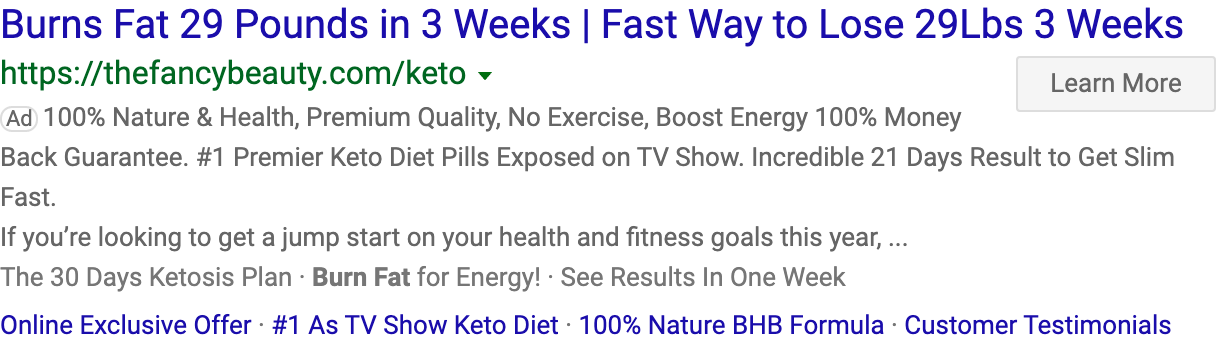 Burns Fat 29 Pounds in 3 Weeks | Fast Way to Lose 29Lbs 3 Weeks
https://thefancybeauty.com/keto
Learn More
Ad 100% Nature & Health, Premium Quality, No Exercise, Boost Energy 100% Money
Back Guarantee. #1 Premier Keto Diet Pills Exposed on TV Show. Incredible 21 Days Result to Get Slim
Fast.
If you’re looking to get a jump start on your health and fitness goals this year, ...
The 30 Days Ketosis Plan · Burn Fat for Energy! · See Results In One Week
Online Exclusive Offer · #1 As TV Show Keto Diet · 100% Nature BHB Formula · Customer Testimonials